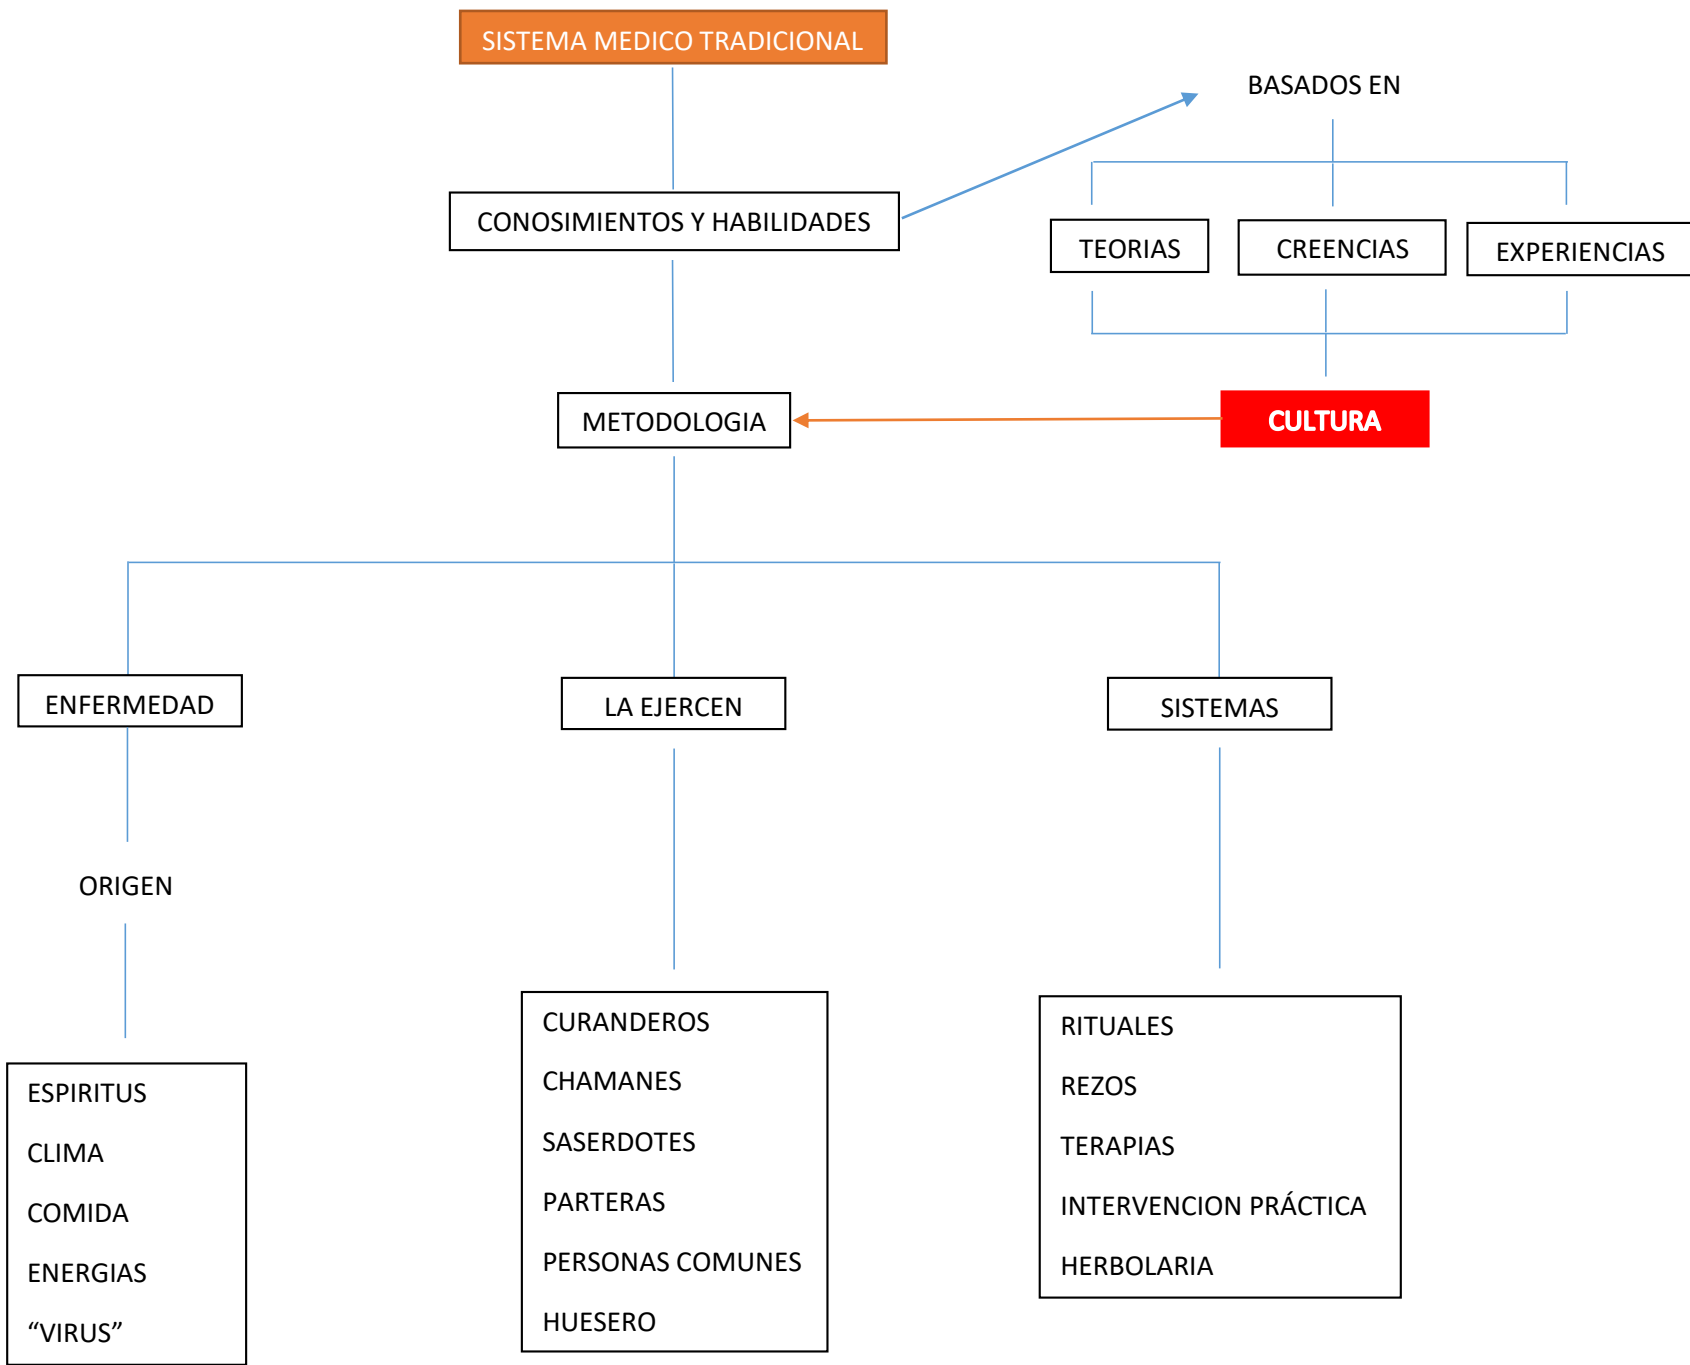 SISTEMA MEDICO TRADICIONAL
BASADOS EN
CONOSIMIENTOS Y HABILIDADES
TEORIAS
CREENCIAS
EXPERIENCIAS
METODOLOGIA
CULTURA
ENFERMEDAD
LA EJERCEN
SISTEMAS
ORIGEN
ESPIRITUS
CLIMA
COMIDA
ENERGIAS
“VIRUS”
CURANDEROS
CHAMANES
SASERDOTES
PARTERAS
PERSONAS COMUNES
HUESERO
RITUALES
REZOS
TERAPIAS
INTERVENCION PRÁCTICA
HERBOLARIA